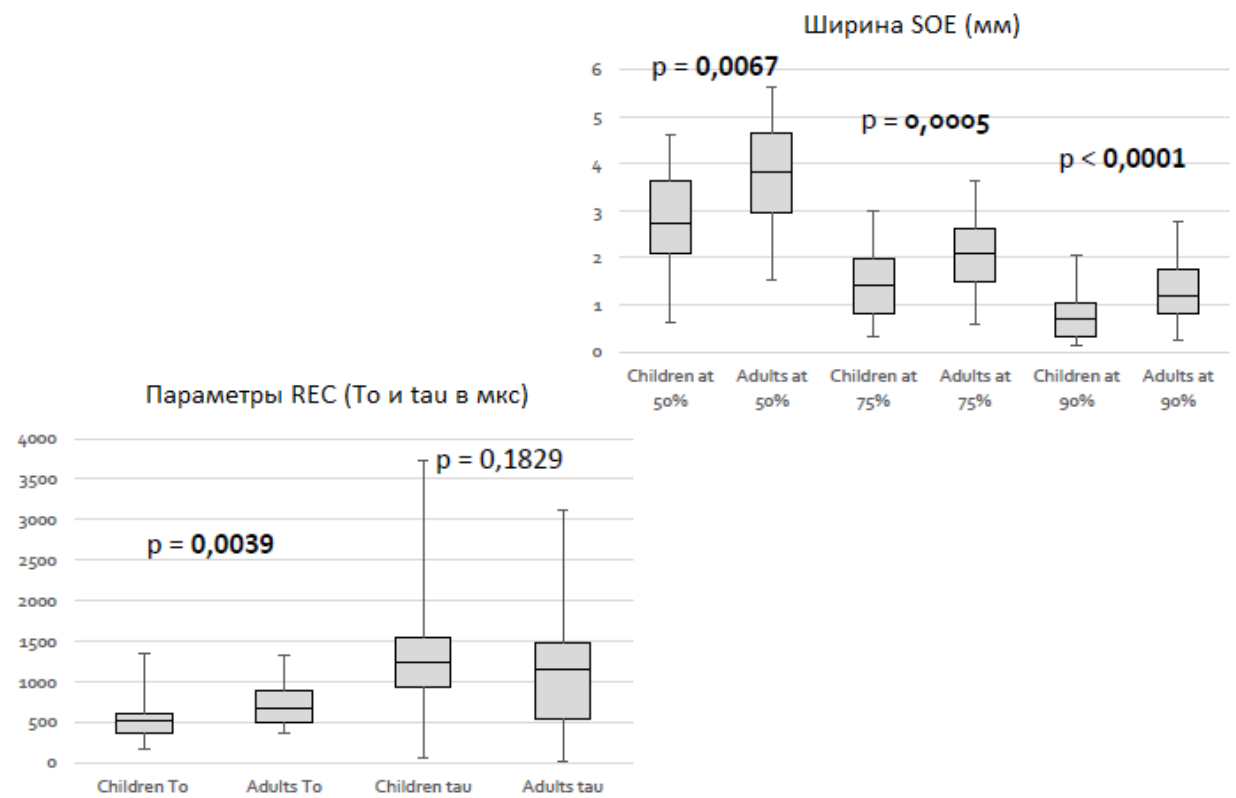 Ширина SOE (мм)
p = 0,0067
p = 0,0005
p < 0,0001
6
5
4
3
2
1
0
Children at 50%
Adults at 50%
Children at 75%
Adults at 75%
Children at 90%
Adults at 90%
Параметры REC (To и tau в мкс)
p = 0,1829
p = 0,0039
4000
3500
3000
2500
2000
1500
1000
500
0
Children To
Adults To
Children tau
Adults tau